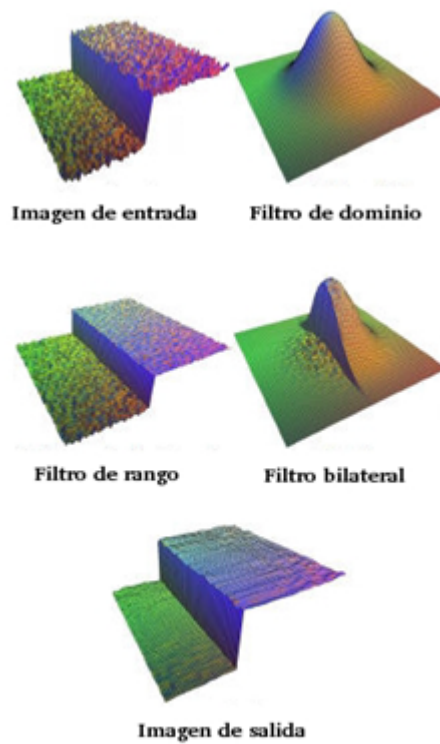 Imagen de entrada
Filtro de dominio
Filtro de rango
Filtro bilateral
Imagen de salida